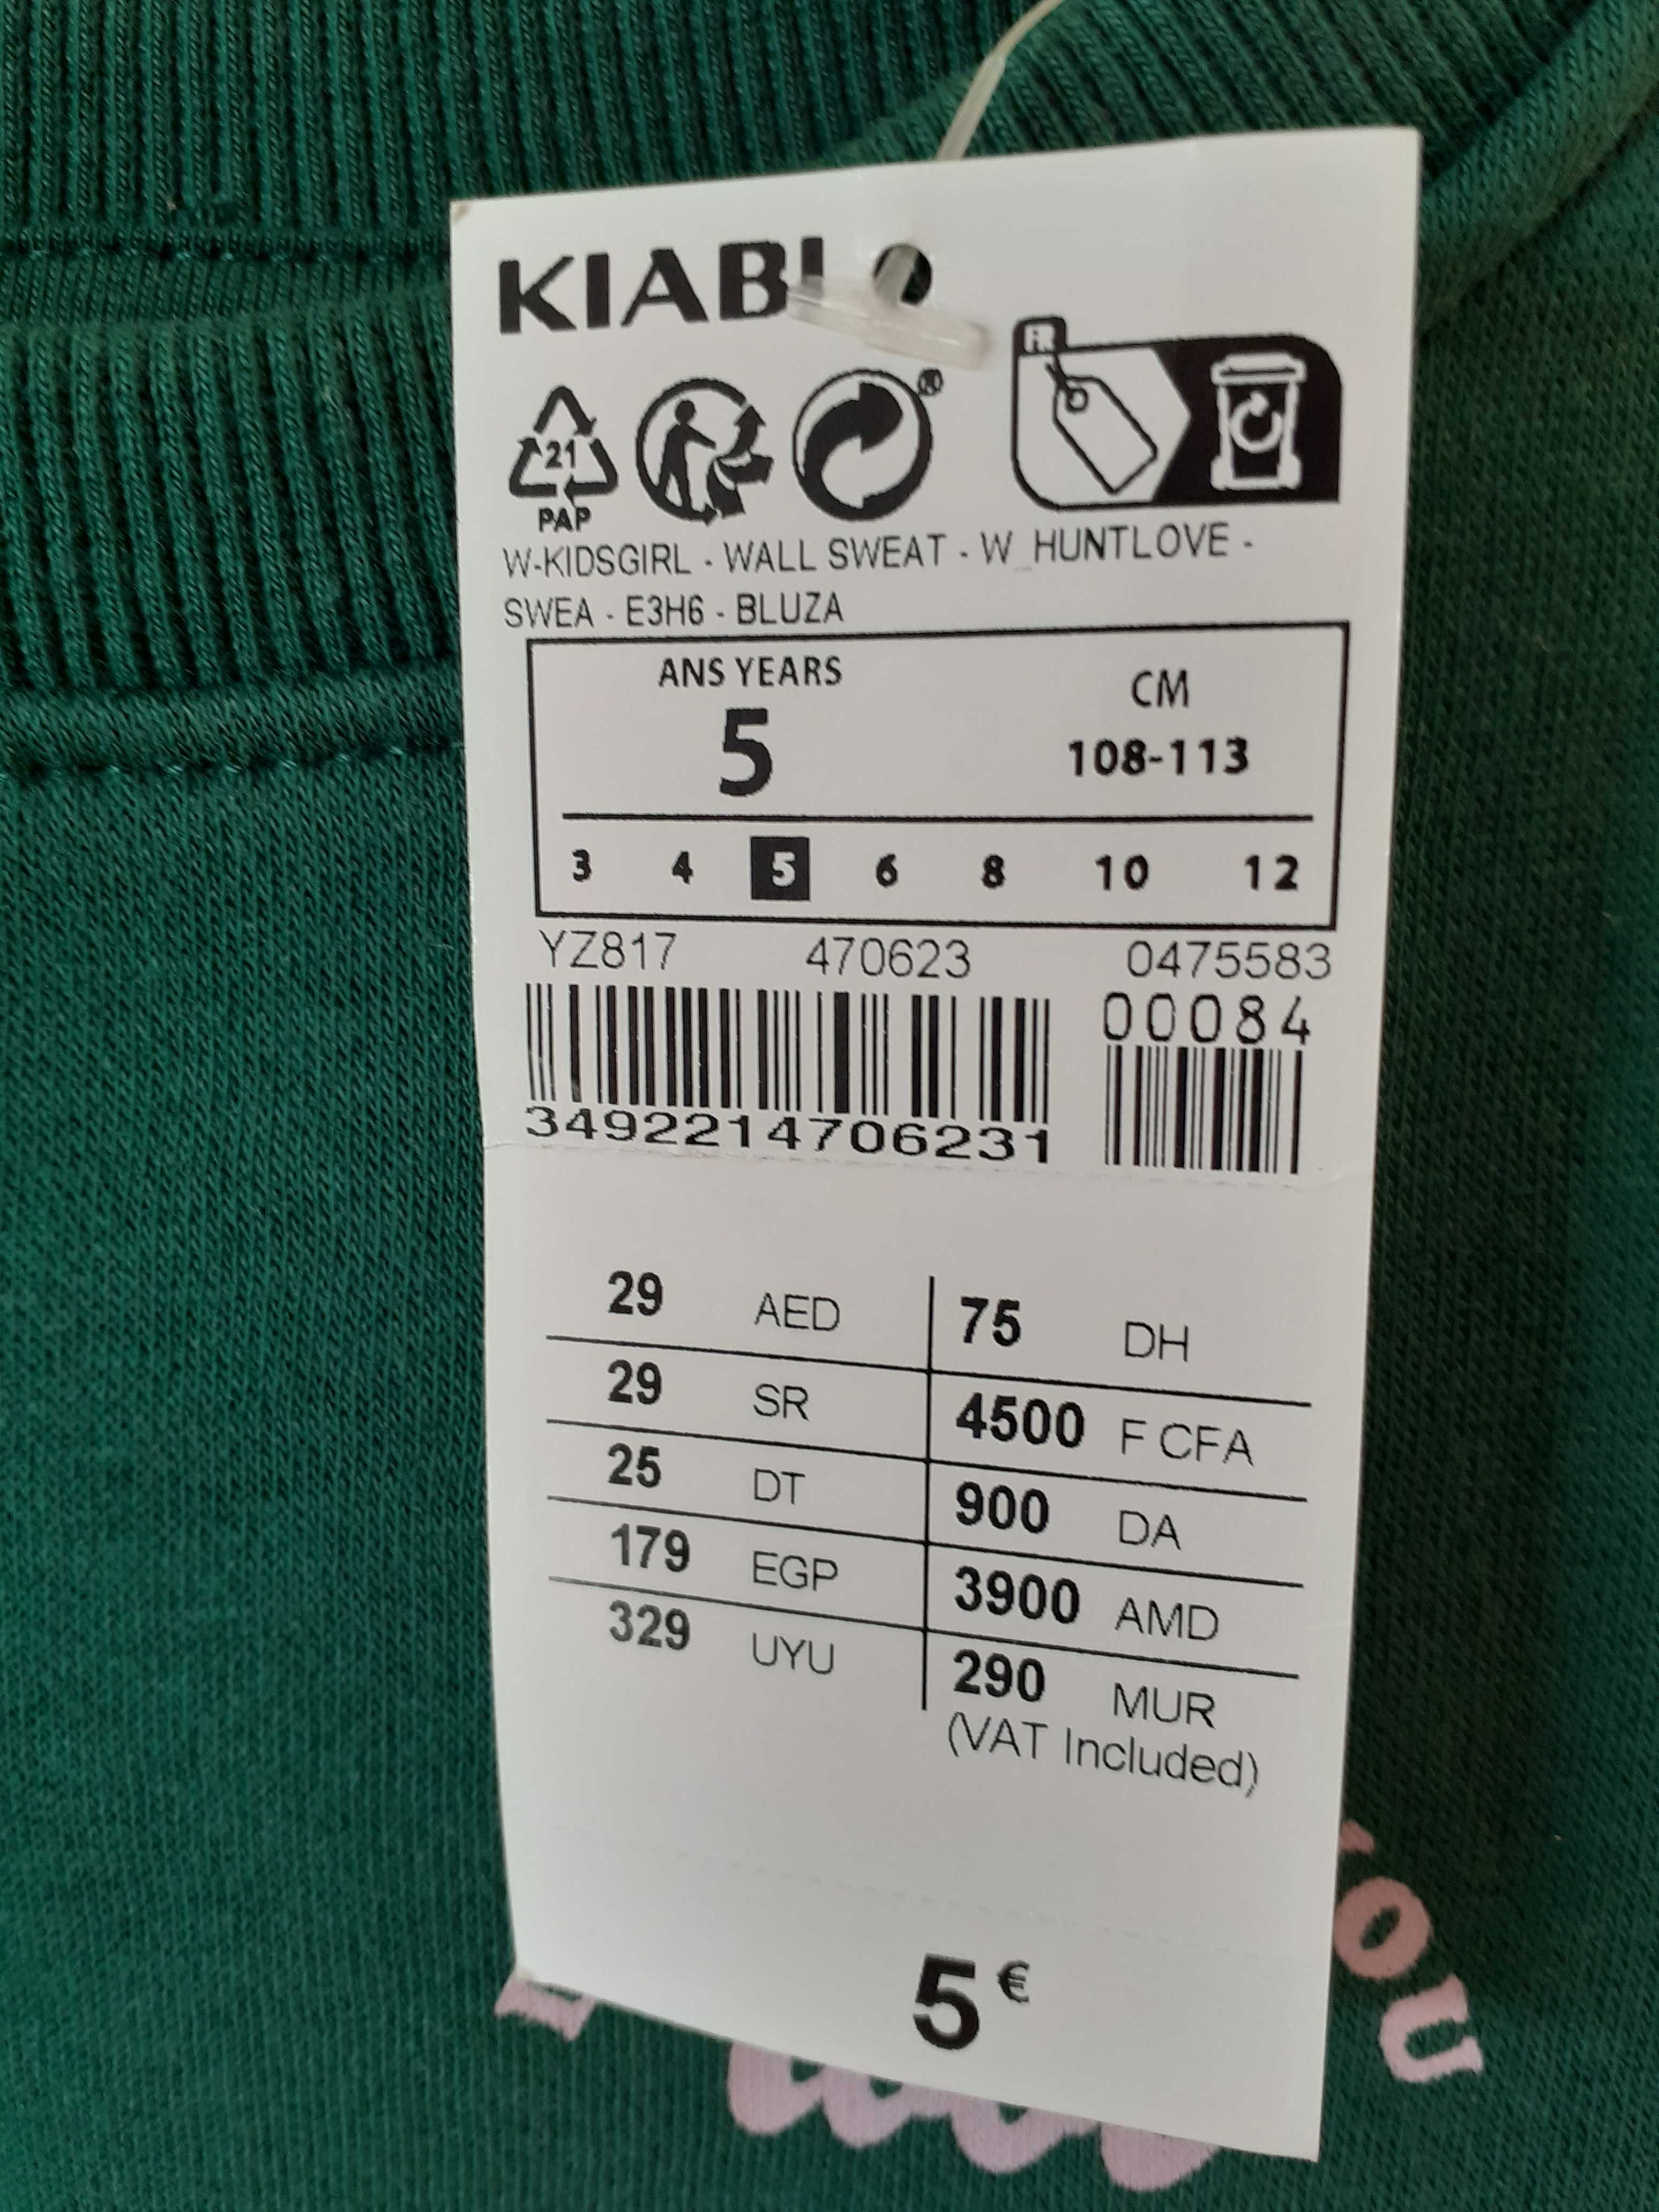 KIABI
FR
21
PAP
®
W-KIDSGIRL - WALL SWEAT - W_HUNTLOVE -
SWEA - E3H6 - BLUZA
ANS YEARS CM
5 108-113
3 4 5 6 8 10 12
YZ817 470623 0475583
00084
3492214706231
29 AED 75 DH
29 SR 4500 F CFA
25 DT 900 DA
179 EGP 3900 AMD
329 UYU 290 MUR
(VAT Included)
5 €